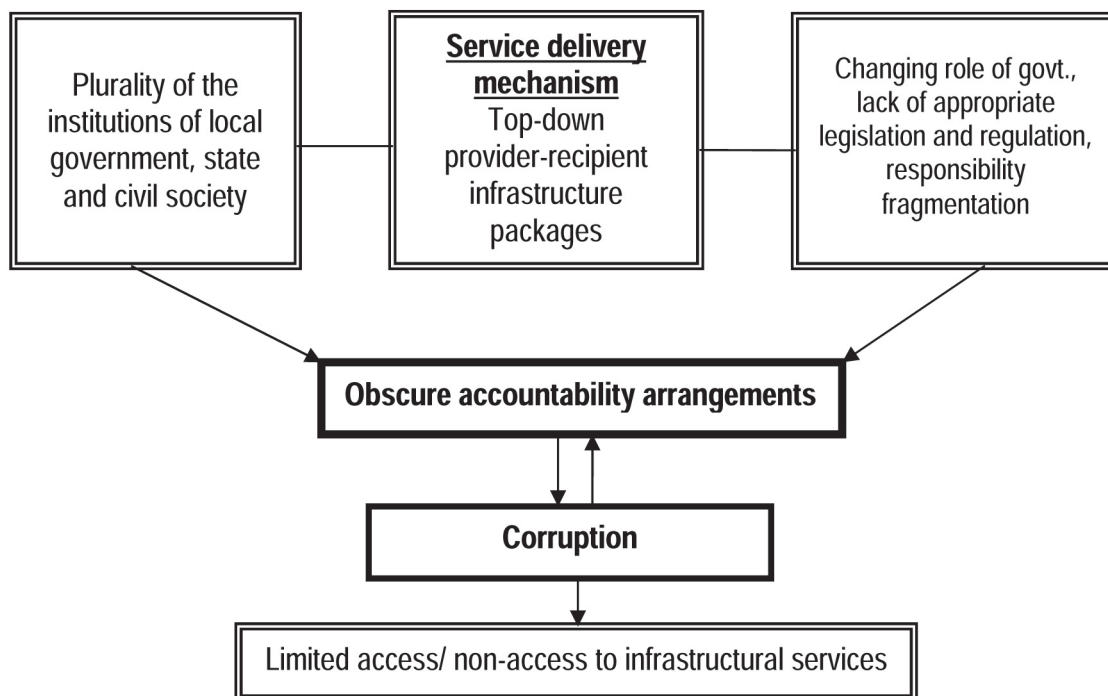 Plurality of the
institutions of local
government, state
and civil society
Service delivery
mechanism
Top-down
provider-recipient
infrastructure
packages
Changing role of govt.,
lack of appropriate
legislation and regulation,
responsibility
fragmentation
Obscure accountability arrangements
Corruption
Limited access/ non-access to infrastructural services